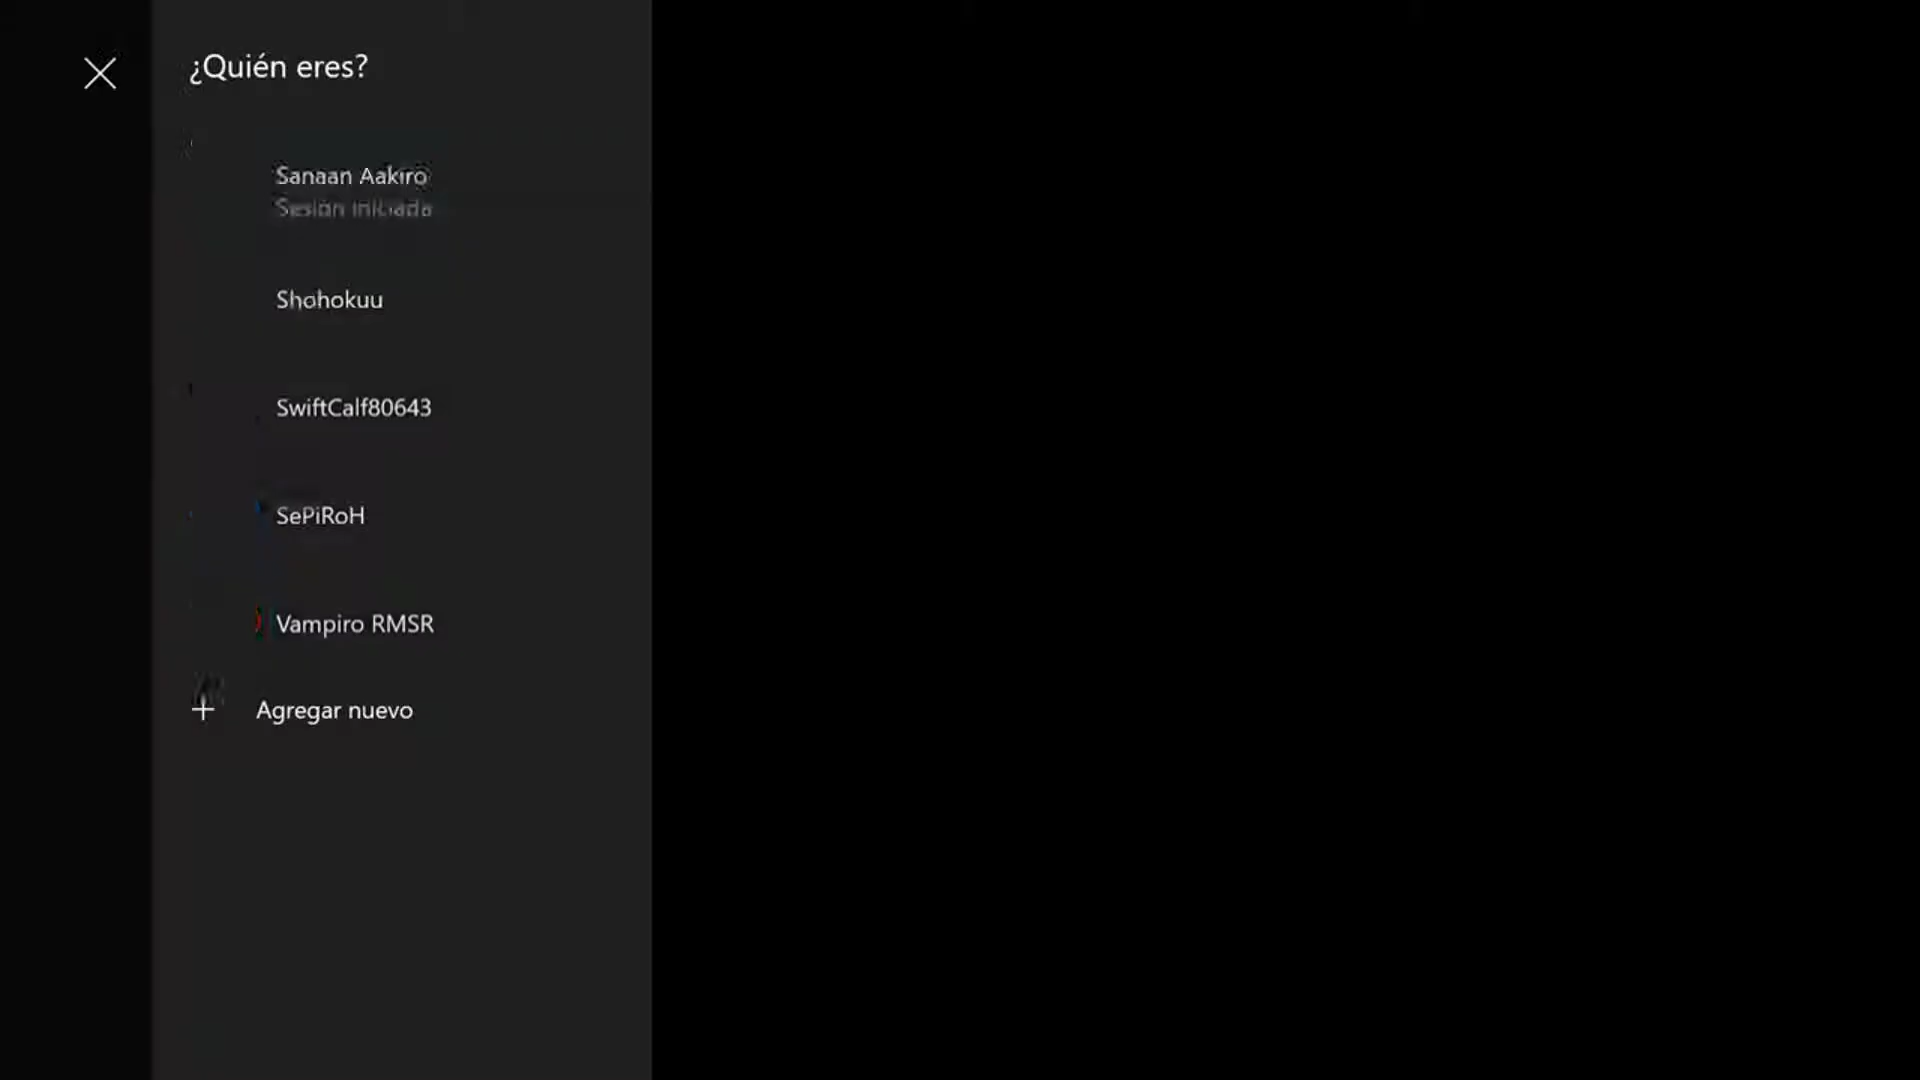 ¿Quién eres?
Sanaan Aakiro
Sesión iniciada
Shohokuu
SwiftCalf80643
SePiRoH
Vampiro RMSR
Agregar nuevo